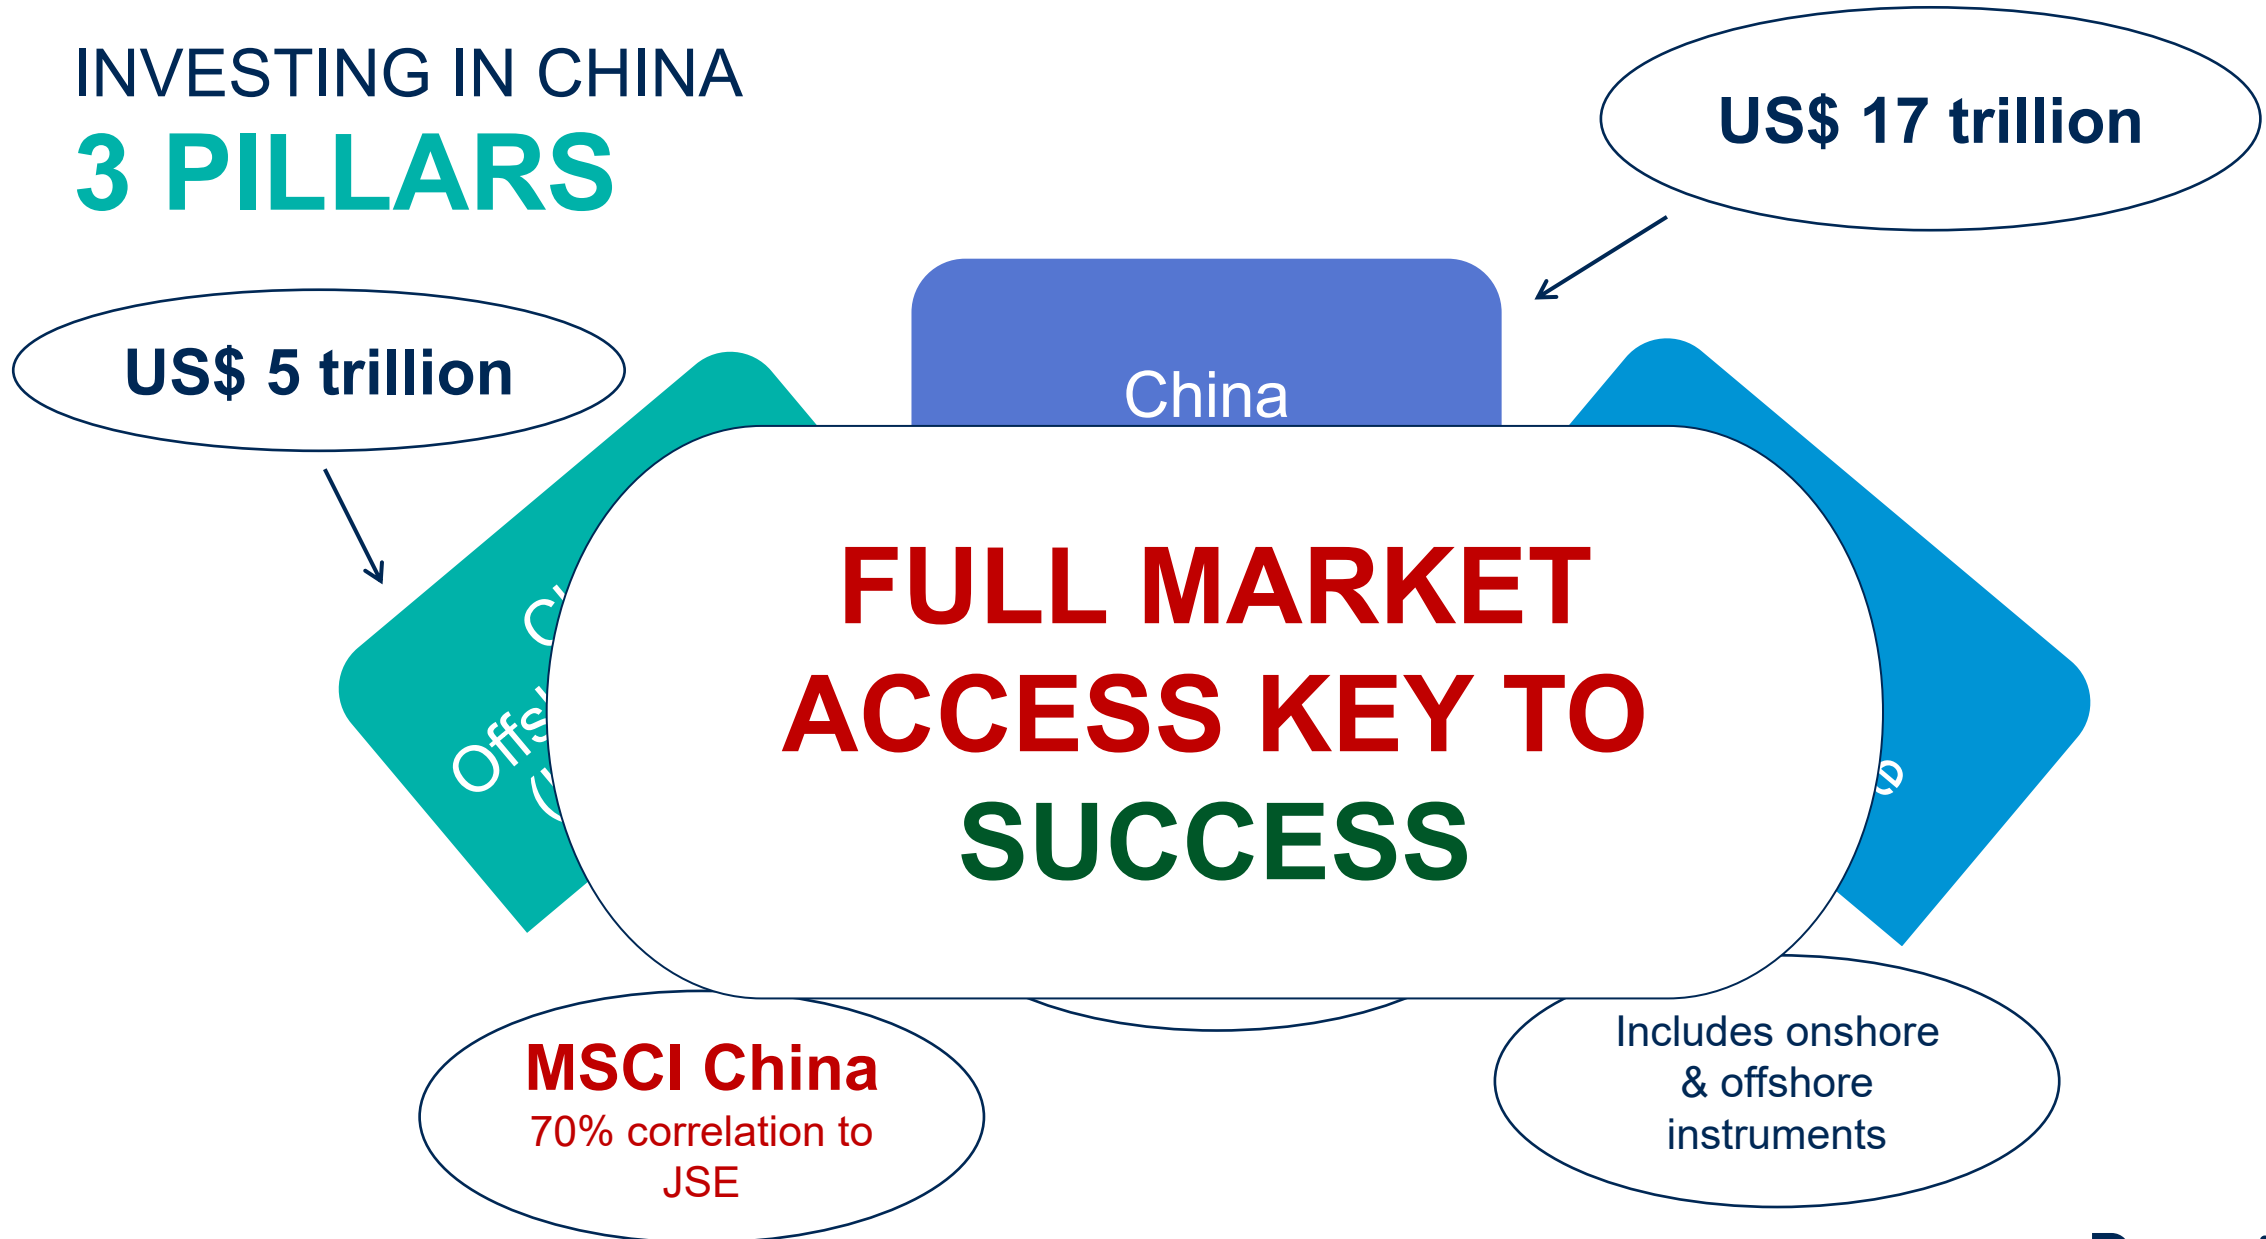 INVESTING IN CHINA
3 PILLARS
US$ 17 trillion
US$ 5 trillion
China
FULL MARKET
ACCESS KEY TO
SUCCESS
MSCI China
70% correlation to
JSE
Includes onshore
& offshore
instruments